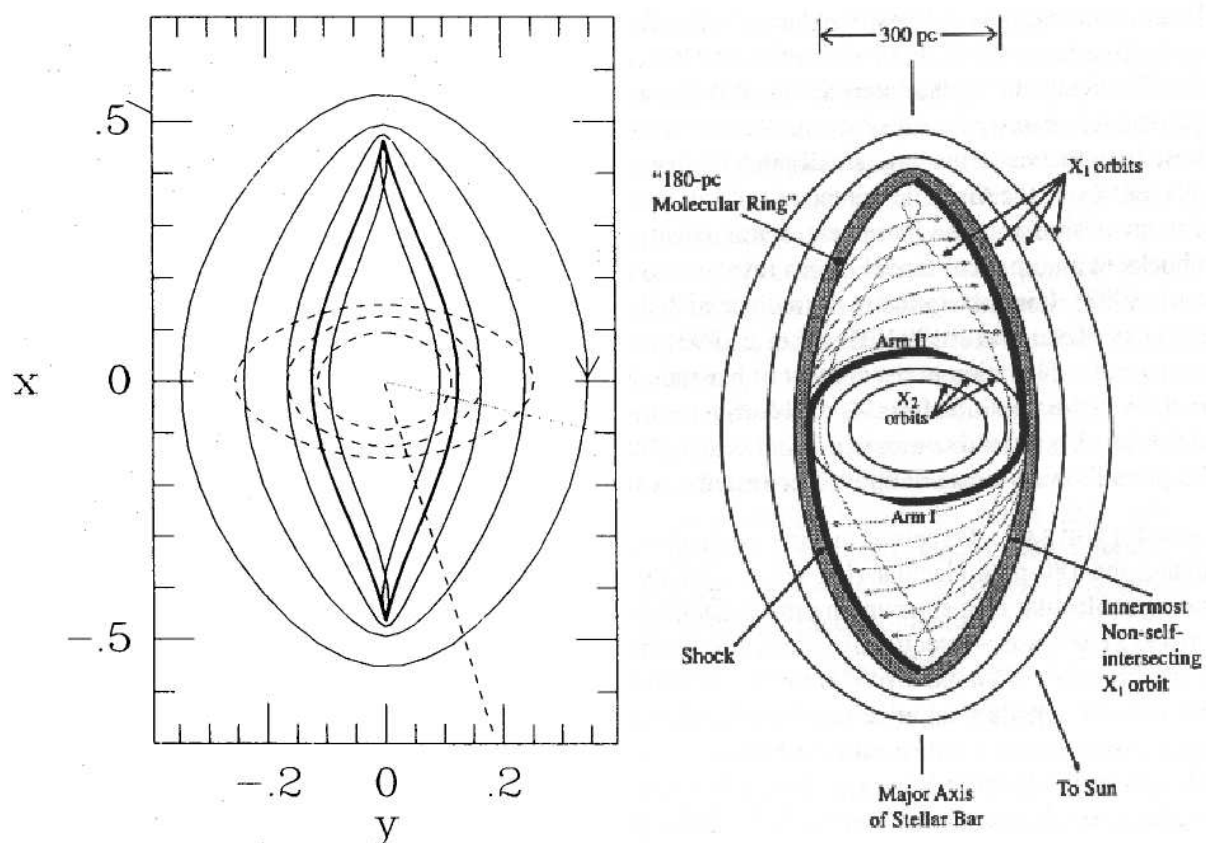 .5
X
0
-.5
-.2
0
.2
y
300 pc
"180-pc
Molecular Ring"
X₁ orbits
Arm II
X₂
orbits
Arm I
Shock
Innermost
Non-self-
intersecting
X₁ orbit
To Sun
Major Axis
of Stellar Bar